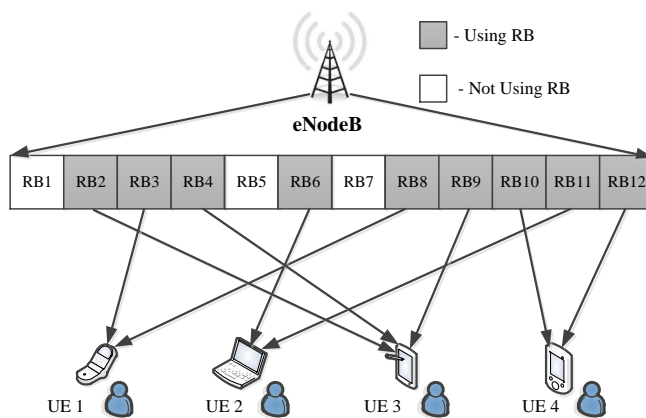 - Using RB
- Not Using RB
eNodeB
RB1 RB2 RB3 RB4 RB5 RB6 RB7 RB8 RB9 RB10 RB11 RB12
UE 1 UE 2 UE 3 UE 4